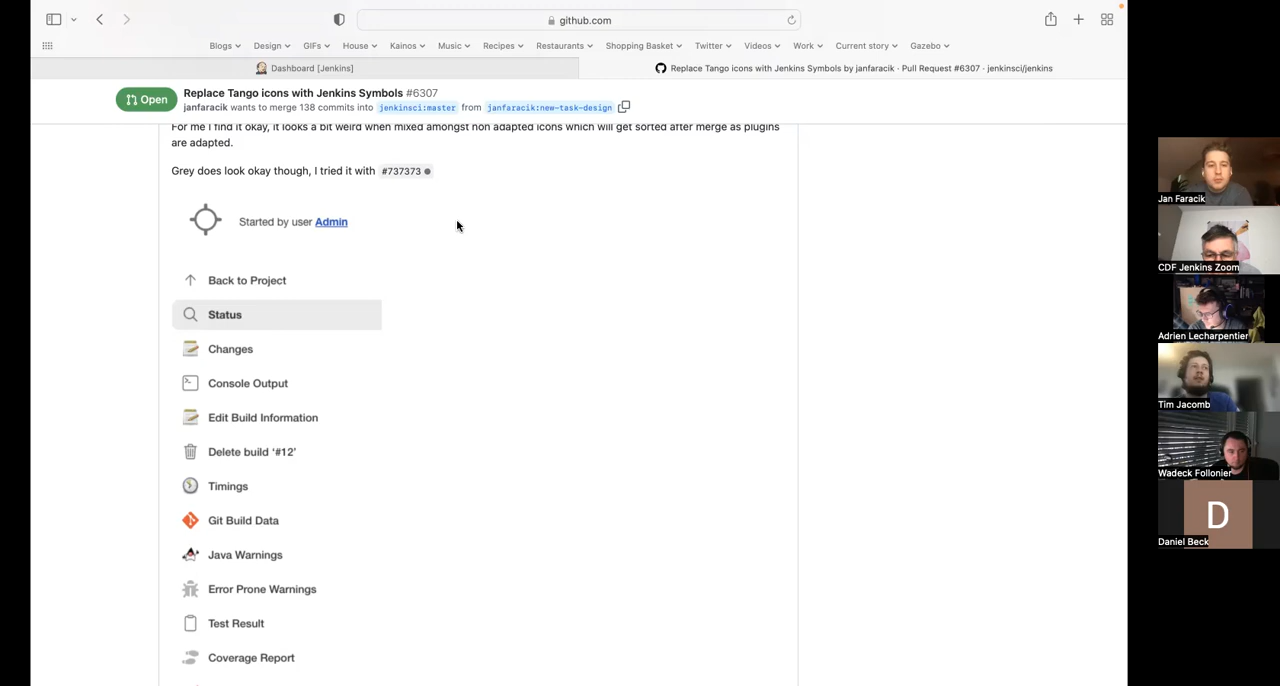 github.com
Blogs Design GIFs House Kainos Music Recipes Restaurants Shopping Basket Twitter Videos Work Current story Gazebo
Dashboard [Jenkins]
Replace Tango icons with Jenkins Symbols by janfaracik · Pull Request #6307 · jenkinsci/jenkins
Open
Replace Tango icons with Jenkins Symbols #6307
janfaracik wants to merge 138 commits into jenkinsci:master from janfaracik:new-task-design
For me I find it okay, it looks a bit weird when mixed amongst non adapted icons which will get sorted after merge as plugins
are adapted.
Grey does look okay though, I tried it with #737373
Started by user Admin
Back to Project
Status
Changes
Console Output
Edit Build Information
Delete build ‘#12’
Timings
Git Build Data
Java Warnings
Error Prone Warnings
Test Result
Coverage Report
Jan Faracik
CDF Jenkins Zoom
Adrien Lecharpentier
Tim Jacomb
Wadeck Follonier
D
Daniel Beck